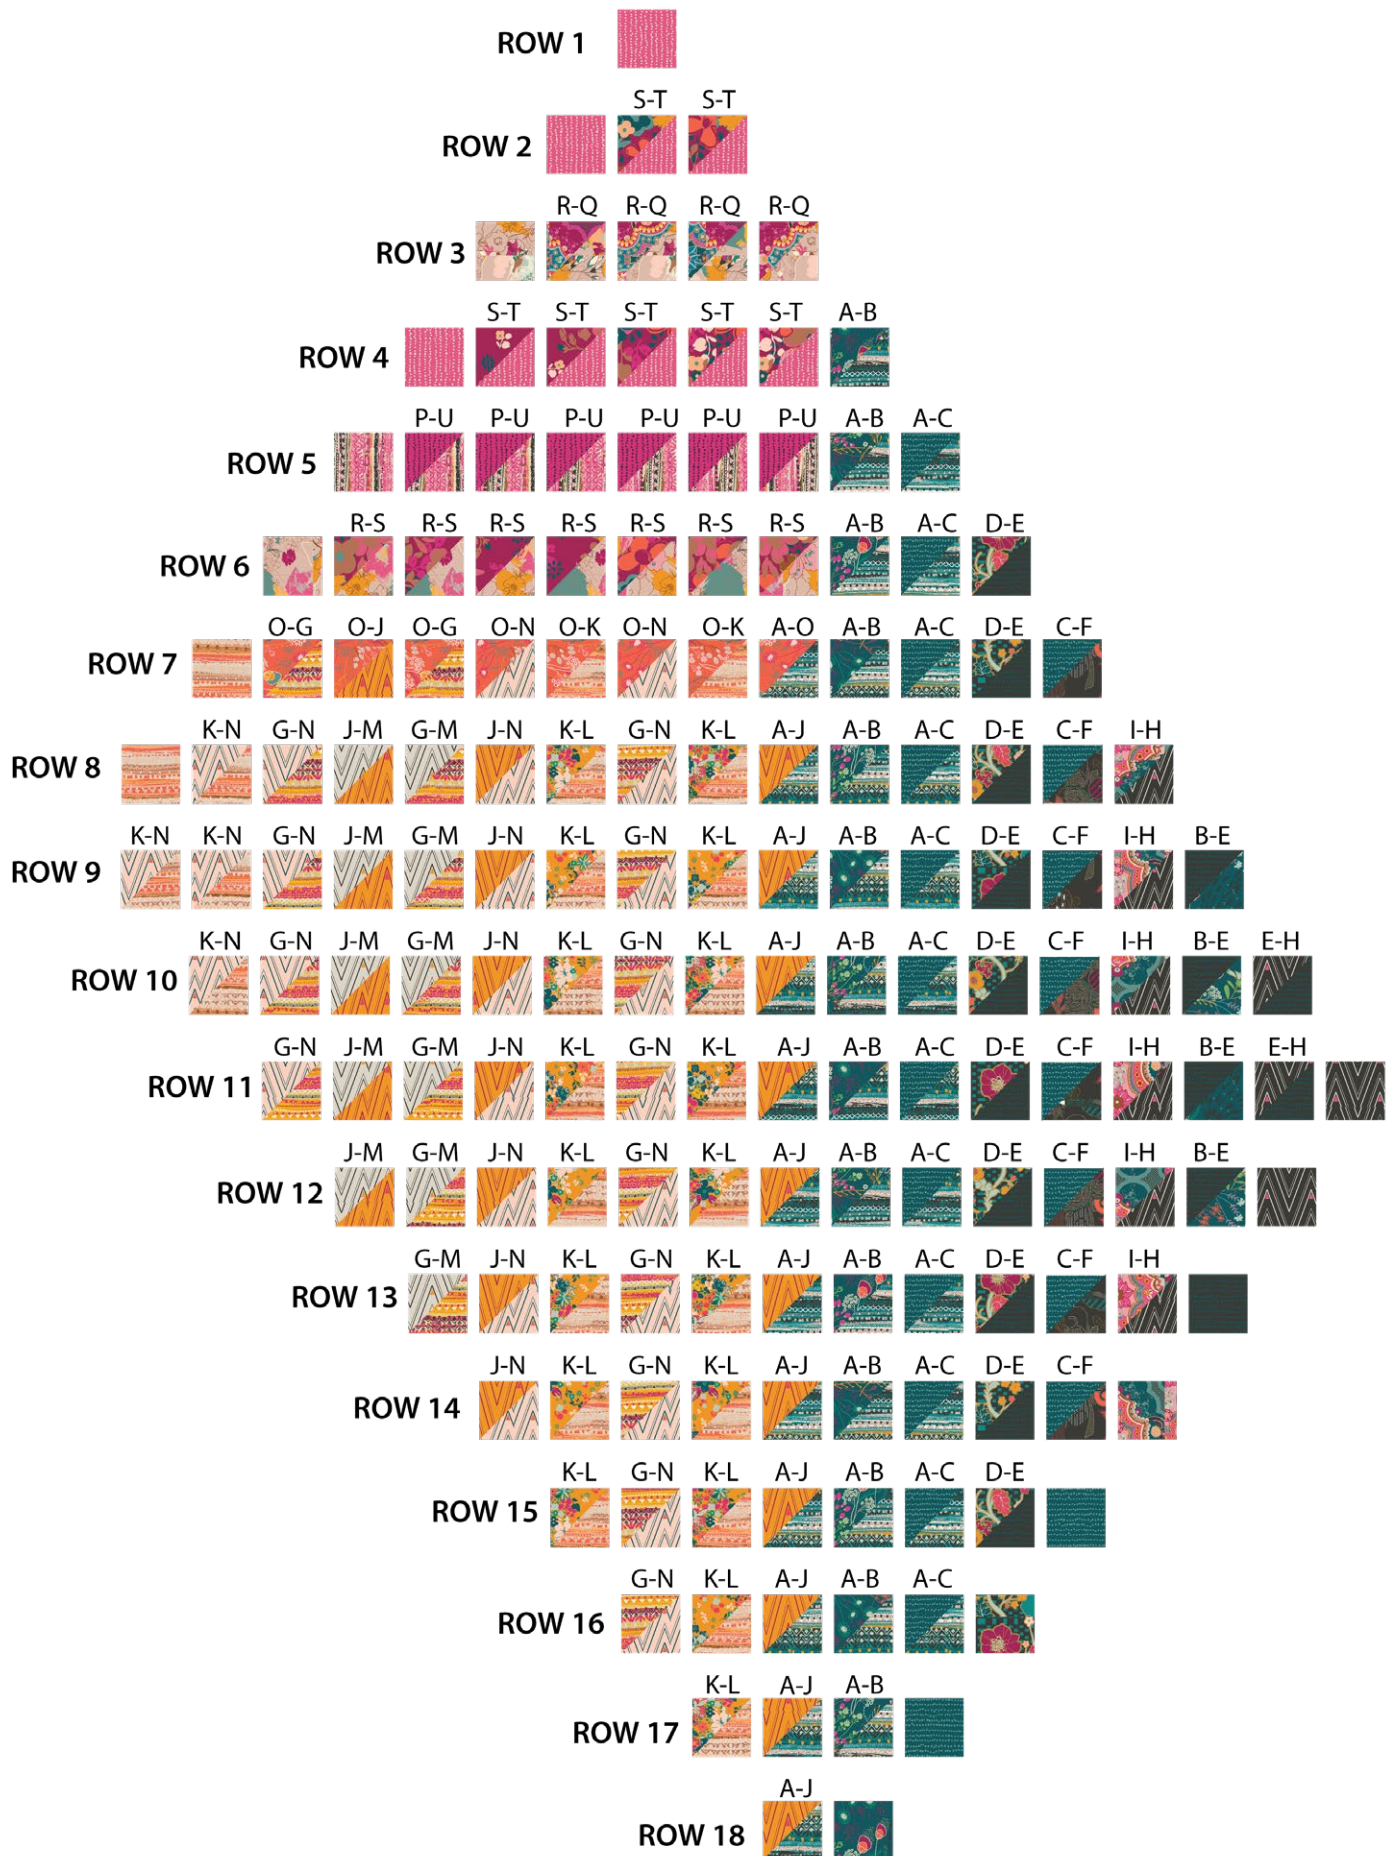 ROW 1
S-T S-T
ROW 2
R-Q R-Q R-Q R-Q
ROW 3
S-T S-T S-T S-T S-T A-B
ROW 4
P-U P-U P-U P-U P-U P-U A-B A-C
ROW 5
R-S R-S R-S R-S R-S R-S R-S A-B A-C D-E
ROW 6
O-G O-J O-G O-N O-K O-N O-K A-O A-B A-C D-E C-F
ROW 7
K-N G-N J-M G-M J-N K-L G-N K-L A-J A-B A-C D-E C-F I-H
ROW 8
K-N K-N G-N J-M G-M J-N K-L G-N K-L A-J A-B A-C D-E C-F I-H B-E
ROW 9
K-N G-N J-M G-M J-N K-L G-N K-L A-J A-B A-C D-E C-F I-H B-E E-H
ROW 10
G-N J-M G-M J-N K-L G-N K-L A-J A-B A-C D-E C-F I-H B-E E-H
ROW 11
J-M G-M J-N K-L G-N K-L A-J A-B A-C D-E C-F I-H B-E
ROW 12
G-M J-N K-L G-N K-L A-J A-B A-C D-E C-F I-H
ROW 13
J-N K-L G-N K-L A-J A-B A-C D-E C-F
ROW 14
K-L G-N K-L A-J A-B A-C D-E
ROW 15
G-N K-L A-J A-B A-C
ROW 16
K-L A-J A-B
ROW 17
A-J
ROW 18